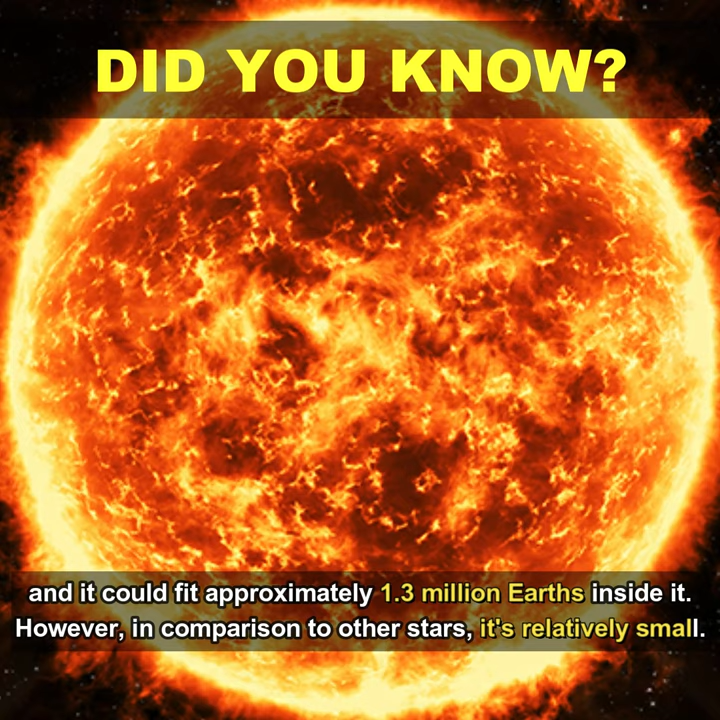 DID YOU KNOW?
and it could fit approximately 1.3 million Earths inside it.
However, in comparison to other stars, it's relatively small.